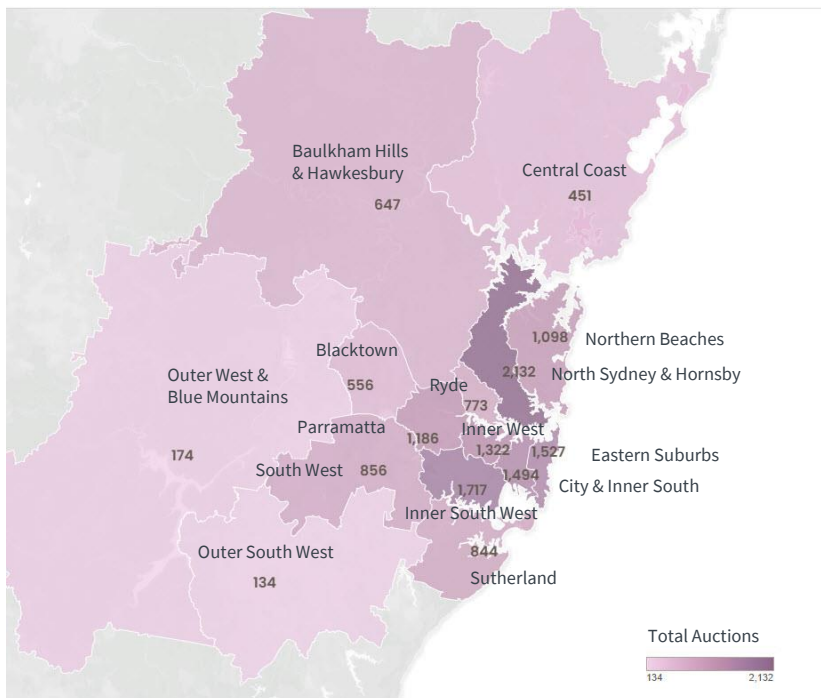 Baulkham Hills
& Hawkesbury
647
Central Coast
451
1,098
Northern Beaches
Blacktown
556
Outer West &
Blue Mountains
174
2,132
North Sydney & Hornsby
Ryde
773
Parramatta
1,186
Inner West
1,322
1,527
Eastern Suburbs
South West
856
1,494
City & Inner South
1,717
Inner South West
Outer South West
134
844
Sutherland
Total Auctions
134
2,132